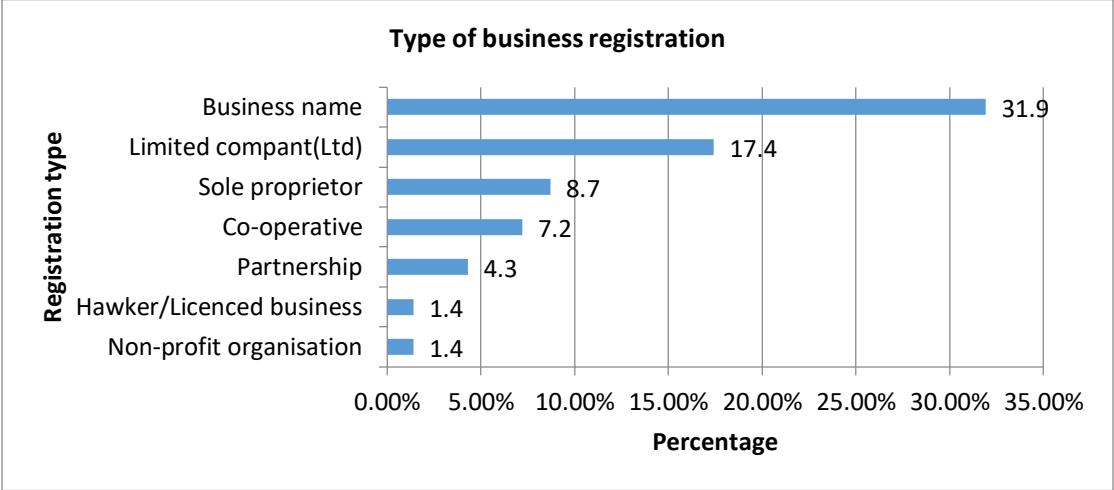 Type of business registration
Registration type
Business name 31.9
Limited compant(Ltd) 17.4
Sole proprietor 8.7
Co-operative 7.2
Partnership 4.3
Hawker/Licenced business 1.4
Non-profit organisation 1.4
0.00% 5.00% 10.00% 15.00% 20.00% 25.00% 30.00% 35.00%
Percentage